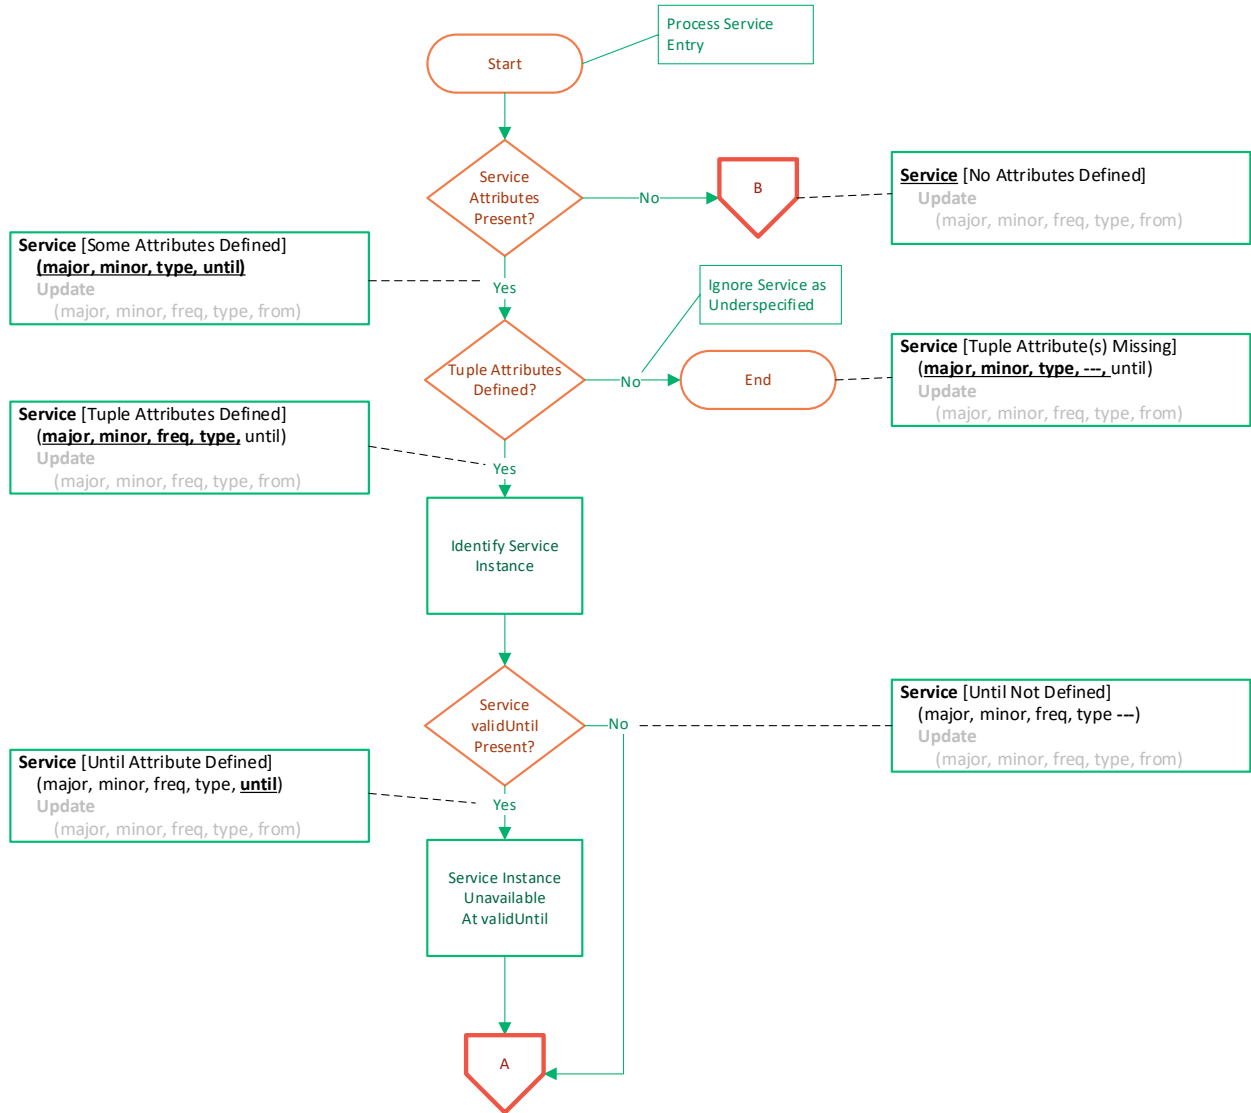 Process Service
Entry
Start
Service
Attributes
Present?
No
B
Service [No Attributes Defined]
Update
(major, minor, freq, type, from)
Service [Some Attributes Defined]
(major, minor, type, until)
Update
(major, minor, freq, type, from)
Yes
Ignore Service as
Underspecified
Tuple Attributes
Defined?
No
End
Service [Tuple Attribute(s) Missing]
(major, minor, type, ---, until)
Update
(major, minor, freq, type, from)
Service [Tuple Attributes Defined]
(major, minor, freq, type, until)
Update
(major, minor, freq, type, from)
Yes
Identify Service
Instance
Service
validUntil
Present?
No
Service [Until Not Defined]
(major, minor, freq, type ---)
Update
(major, minor, freq, type, from)
Service [Until Attribute Defined]
(major, minor, freq, type, until)
Update
(major, minor, freq, type, from)
Yes
Service Instance
Unavailable
At validUntil
A